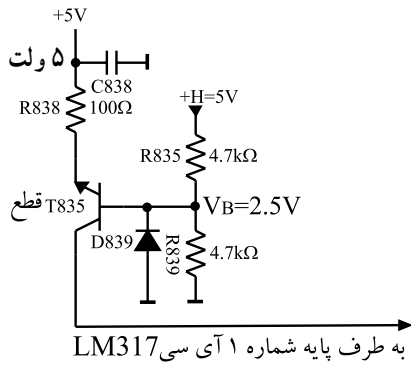 +5V
۵ ولت
C838
R838 100Ω
+H=5V
R835 4.7kΩ
قطع T835
VB=2.5V
D839 R839 4.7kΩ
به طرف پایه شماره ۱ آی سی LM317